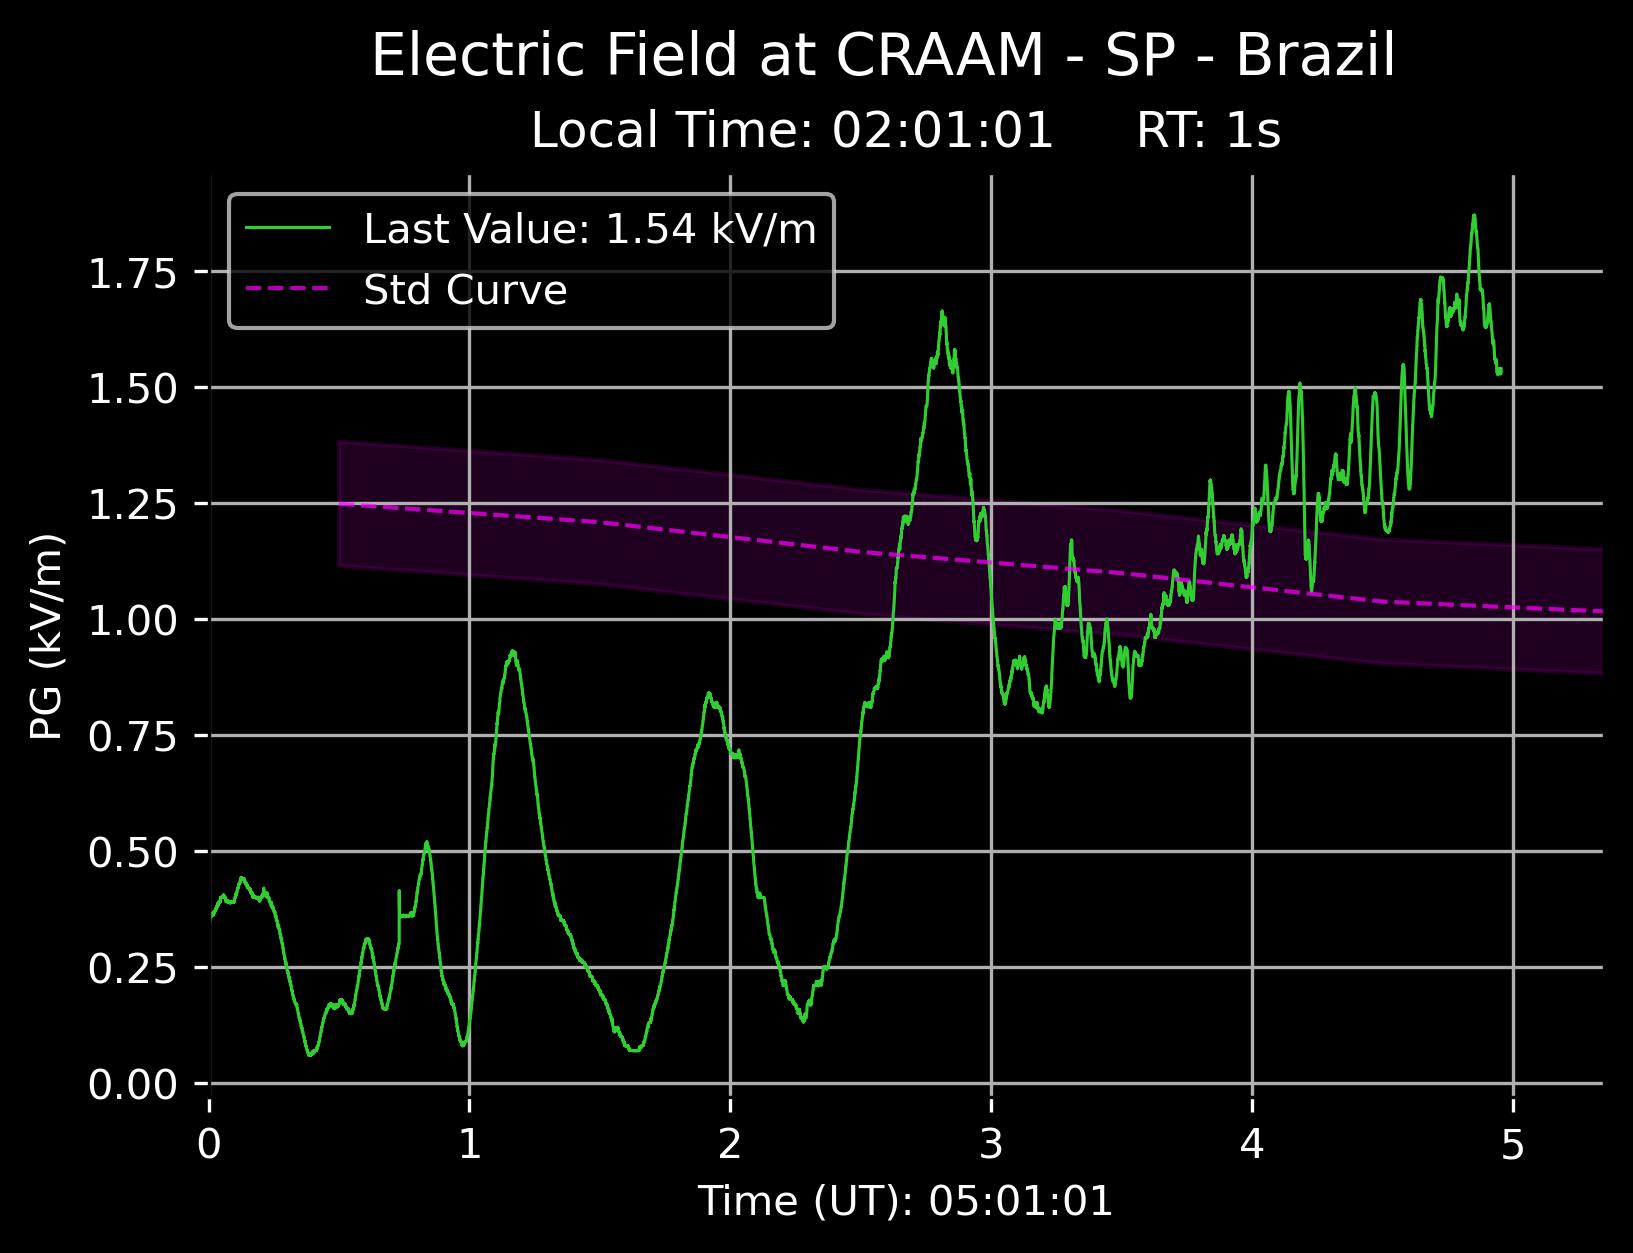 Electric Field at CRAAM - SP - Brazil
Local Time: 02:01:01 RT: 1s
Last Value: 1.54 kV/m
Std Curve
PG (kV/m)
1.75
1.50
1.25
1.00
0.75
0.50
0.25
0.00
0 1 2 3 4 5
Time (UT): 05:01:01